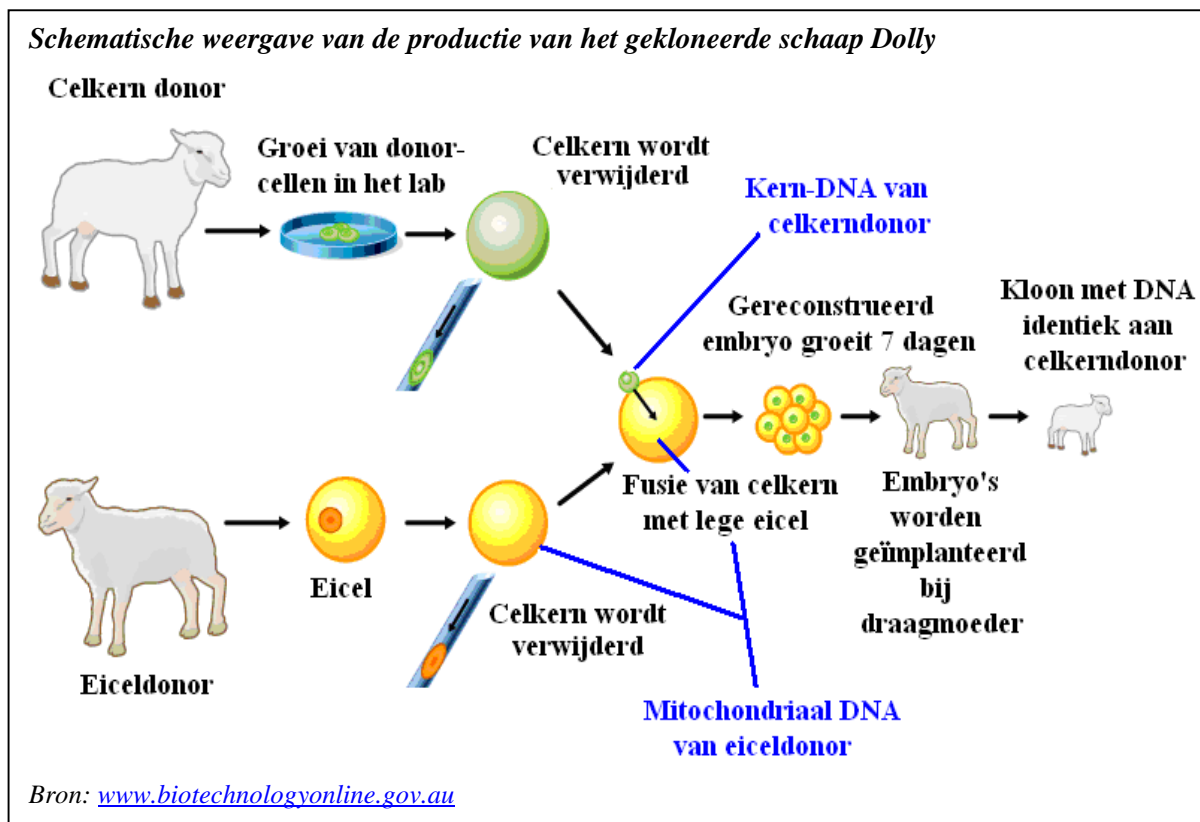 Schematische weergave van de productie van het gekloneerde schaap Dolly
Celkern donor
Groei van donor-
cellen in het lab
Celkern wordt
verwijderd
Kern-DNA van
celkerndonor
Gereconstrueerd
embryo groeit 7 dagen
Kloon met DNA
identiek aan
celkerndonor
Fusie van celkern
met lege eicel
Embryo's
worden
geïmplanteerd
bij
draagmoeder
Eicel
Celkern wordt
verwijderd
Eiceldonor
Mitochondriaal DNA
van eiceldonor
Bron: www.biotechnologyonline.gov.au